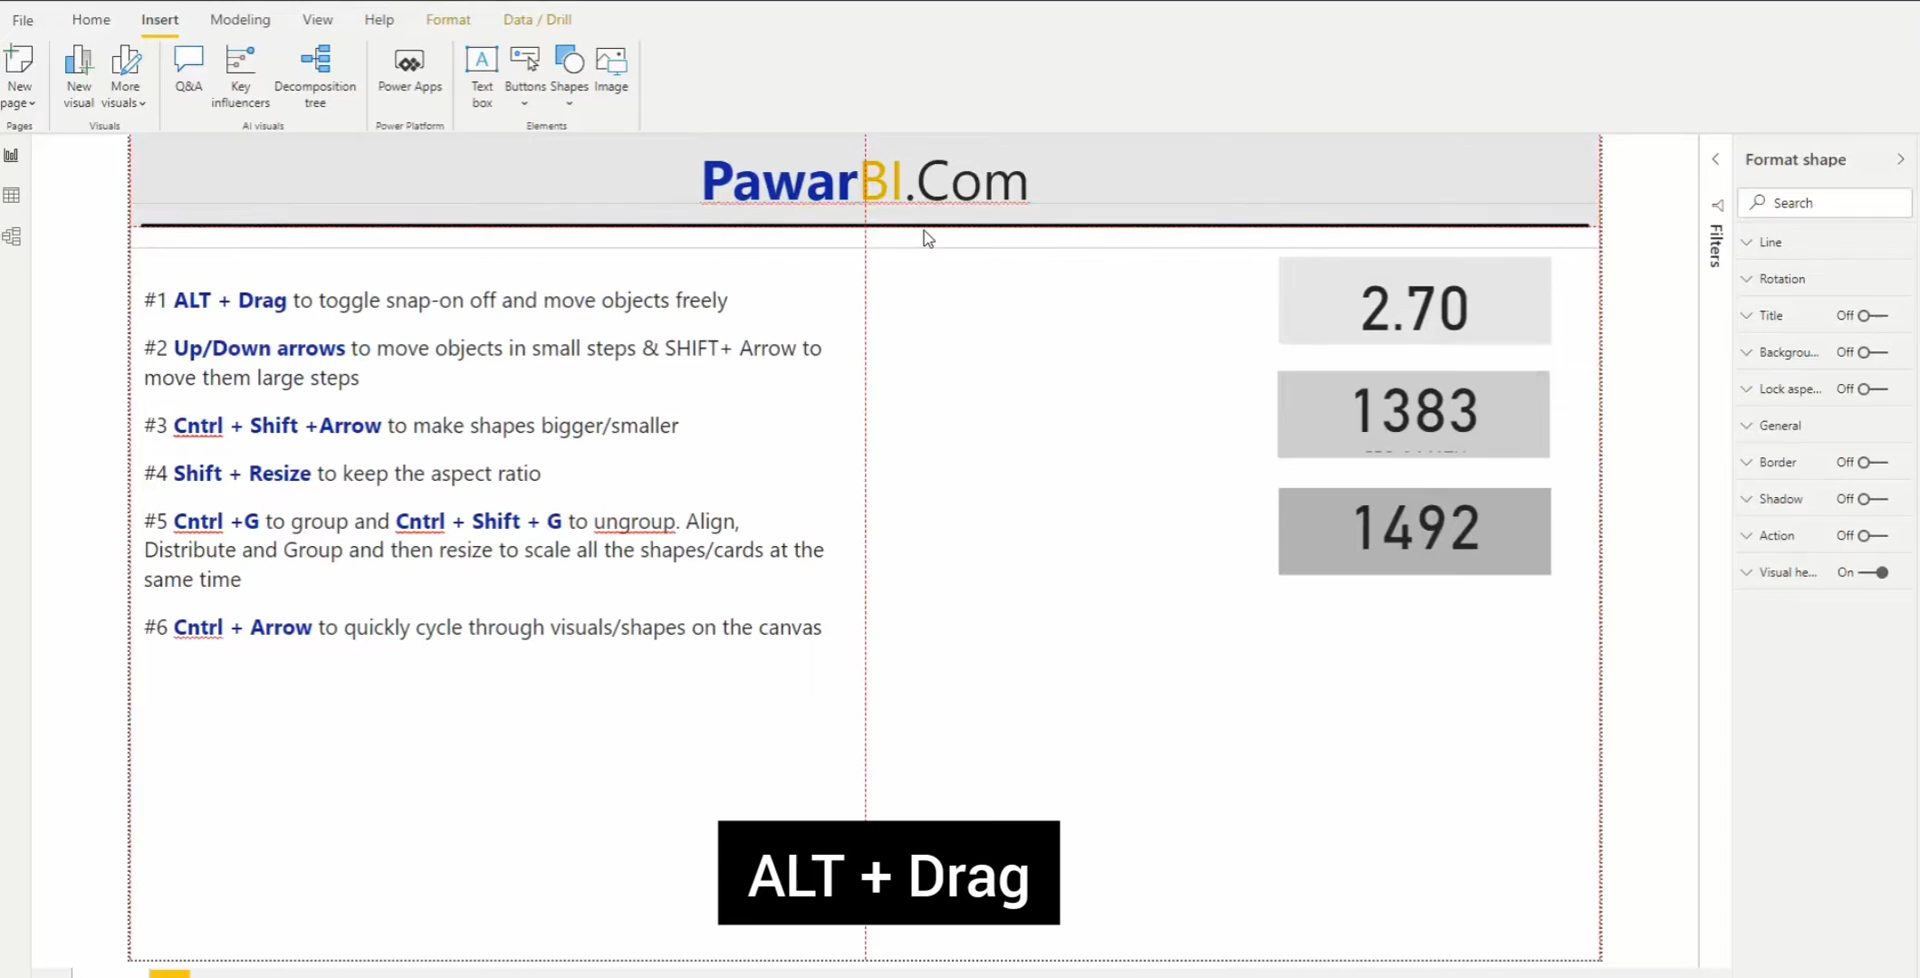 File Home Insert Modeling View Help Format Data / Drill
New page New visual More visuals Q&A Key influencers Decomposition tree Power Apps Text box Buttons Shapes Image
Pages Visuals AI visuals Power Platform Elements
PawarBI.Com
#1 ALT + Drag to toggle snap-on off and move objects freely
#2 Up/Down arrows to move objects in small steps & SHIFT+ Arrow to
move them large steps
#3 Cntrl + Shift +Arrow to make shapes bigger/smaller
#4 Shift + Resize to keep the aspect ratio
#5 Cntrl +G to group and Cntrl + Shift + G to ungroup. Align,
Distribute and Group and then resize to scale all the shapes/cards at the
same time
#6 Cntrl + Arrow to quickly cycle through visuals/shapes on the canvas
2.70
1383
1492
ALT + Drag
Filters
Format shape
Search
Line
Rotation
Title Off
Backgrou... Off
Lock aspe... Off
General
Border Off
Shadow Off
Action Off
Visual he... On